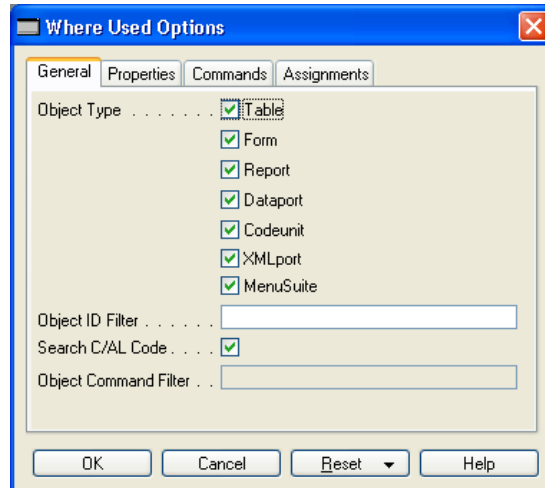 Where Used Options
General Properties Commands Assignments
Object Type . . . . . . . Table
Form
Report
Dataport
Codeunit
XMLport
MenuSuite
Object ID Filter . . . . . .
Search C/AL Code . . . .
Object Command Filter . .
OK Cancel Reset Help